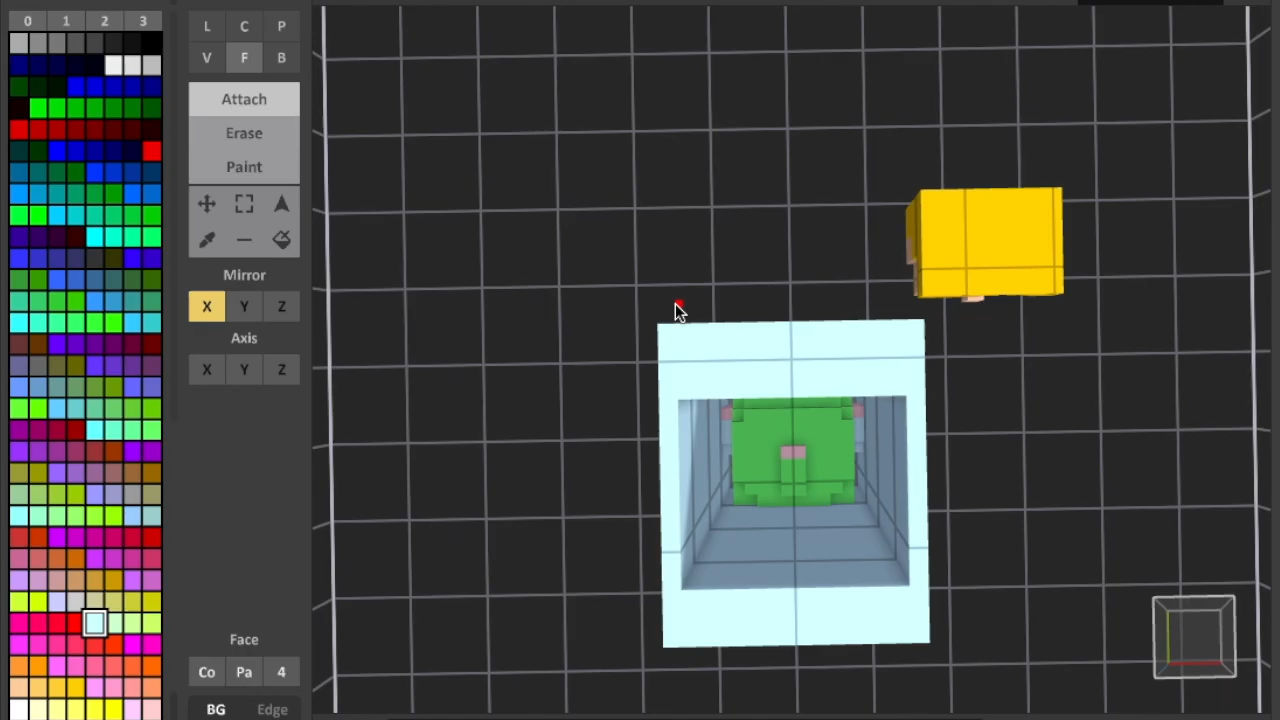 0 1 2 3
L C P
V F B
Attach
Erase
Paint
Mirror
X Y Z
Axis
X Y Z
Face
Co Pa 4
BG Edge